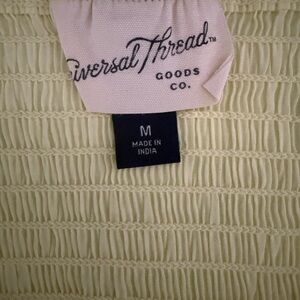 iversal Thread™
GOODS
CO.
M
MADE IN
INDIA